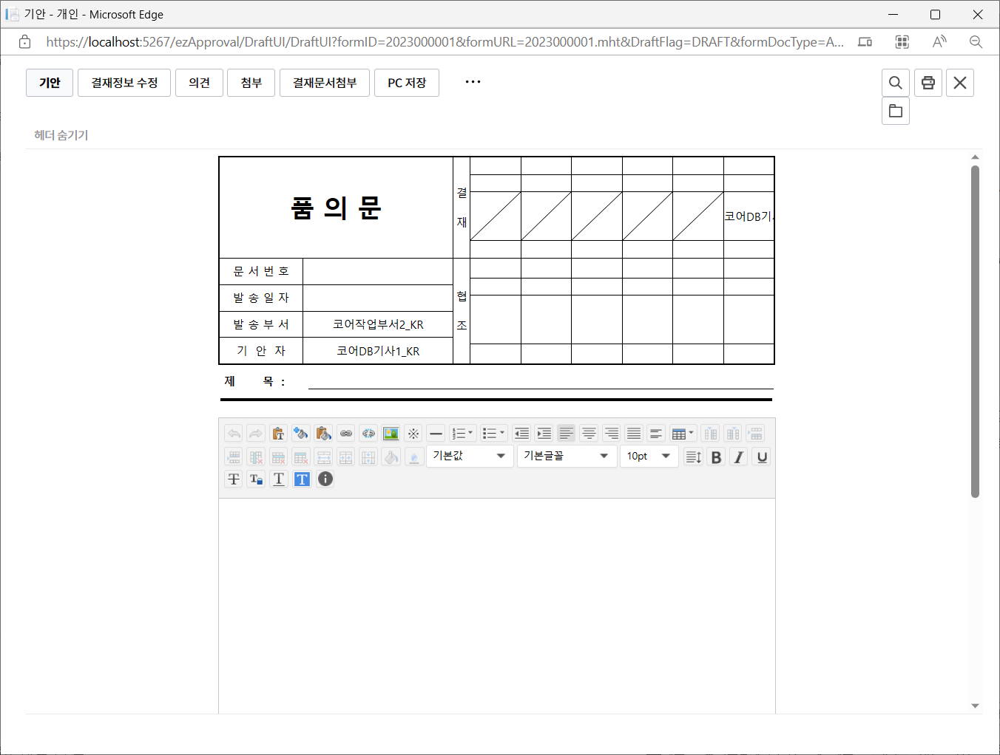 기안 - 개인 - Microsoft Edge
https://localhost:5267/ezApproval/DraftUI/DraftUI?formID=2023000001&formURL=2023000001.mht&DraftFlag=DRAFT&formDocType=A...
기안 결재정보 수정 의견 첨부 결재문서첨부 PC 저장 ...
헤더 숨기기
품 의 문
결
재
코어DB기
문 서 번 호
발 송 일 자
발 송 부 서 코어작업부서2_KR
기 안 자 코어DB기사1_KR
협
조
제 목 :
기본값 기본글꼴 10pt